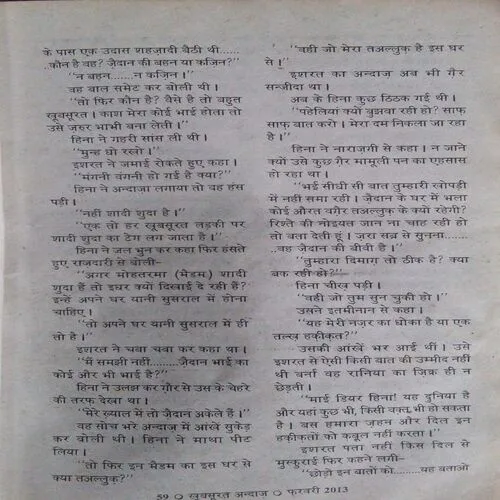 के पास एक उदास शहज़ादी बैठी थी......
..कौन है वह? ज़ैदान की बहन या कज़िन?''
''न बहन.......न कज़िन।''
वह बाल समेट कर बोली थी।
''तो फिर कौन है? वैसे है तो बहुत
खूबसूरत। काश मेरा कोई भाई होता तो
उसे जरुर भाभी बना लेती।''
हिना ने गहरी सांस ली थी।
''मुन्ह धो रखो।''
इशरत ने जमाई रोकते हुए कहा।
''मंगनी वंगनी हो गई है क्या?''
हिना ने अन्दाज़ा लगाया तो वह हंस
पड़ी।
''नहीं शादी शुदा है।''
''एक तो हर खूबसूरत लड़की पर
शादी शुदा का टैग लग जाता है।''
हिना ने जल भुन कर कहा फिर हंसते
हुए राजदारी से बोली–
''अगर मोहतरमा (मैडम) शादी
शुदा हैं तो इधर क्यों दिखाई दे रही हैं?
इन्हें अपने घर यानी सुसराल में होना
चाहिए।
''तो अपने घर यानी सुसराल में ही
तो है।''
इशरत ने चबा चबा कर कहा था।
''मैं समझी नहीं.......ज़ैदान भाई का
कोई और भी भाई है?''
हिना ने उलझ कर ग़ौर से उस के चेहरे
की तरफ देखा था।
''मेरे ख्याल में तो ज़ैदान अकेले हैं।''
वह सोच भरे अन्दाज़ में आंखें सुकेड़
कर बोली थी। हिना ने माथा पीट
लिया।
''तो फिर इन मैडम का इस घर से
क्या तअल्लुक?''
''वही जो मेरा तअल्लुक है इस घर
से।''
इशरत का अन्दाज अब भी ग़ैर
सन्जीदा था।
अब के हिना कुछ ठिठक गई थी।
''पहेलियां क्यों बुझवा रही हो? साफ
साफ बात करो। मेरा दम निकला जा रहा
है।''
हिना ने नाराज़गी से कहा। न जाने
क्यों उसे कुछ ग़ैर मामूली पन का एहसास
हो रहा था।
''भई सीधी सी बात तुम्हारी खोपड़ी
में नहीं समा रही। ज़ैदान के घर में भला
कोई औरत बग़ैर तअल्लुक के क्यों रहेगी?
रिश्ते की नोइयत जान ना चाह रही हो
तो बता देती हूं। जरा सब्र से सुनना......
..वह ज़ैदान की बीवी है।''
''तुम्हारा दिमाग़ तो ठीक है? क्या
बक रही हो?''
हिना चीख पड़ी।
''वही जो तुम सुन चुकी हो।''
उसने इतमीनान से कहा।
''यह मेरी नज़र का धोका है या एक
तल्ख़ हक़ीक़त?''
उसकी आंखें भर आई थीं। उसे
इशरत से ऐसी किसी बात की उम्मीद नहीं
थी वर्ना वह रानिया का जिक्र ही न
छेड़ती।
''माई डियर हिना! यह दुनिया है
और यहां कुछ भी, किसी वक्त भी हो सकता
है। बस हमारा ज़हन और दिल इन
हक़ीकतों को कबूल नहीं करता।''
इशरत पता नहीं किस दिल से
मुस्कुराई फिर कहने लगी–
''छोड़ो इन बातों को.......यह बताओ
59 ○ खूबसूरत अन्दाज़ ○ फरवरी 2013